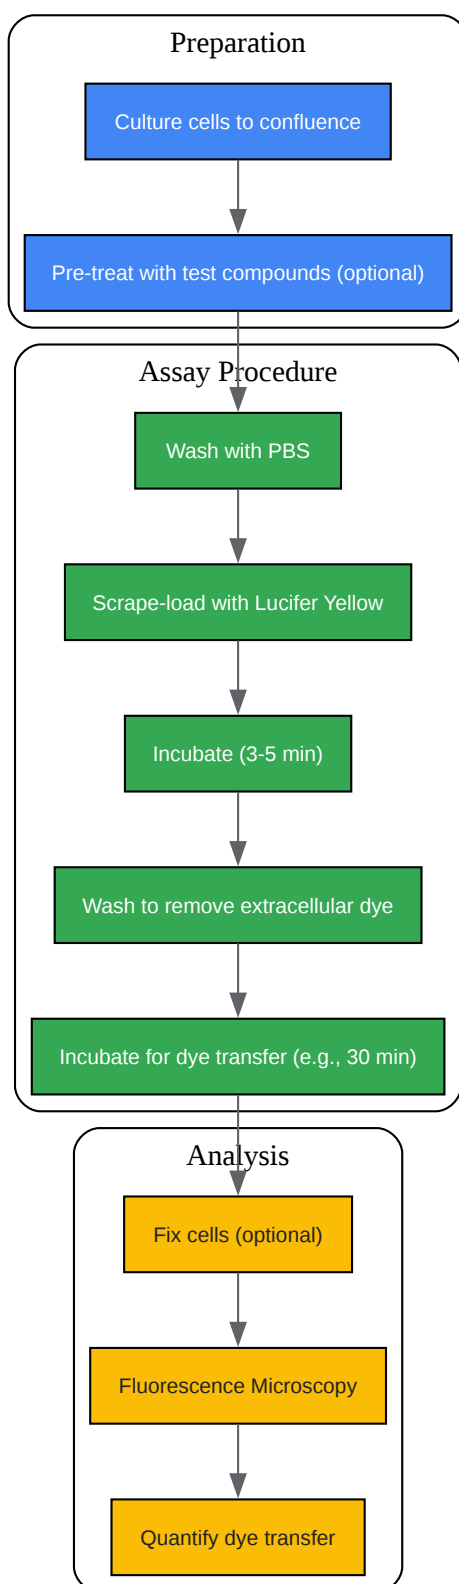 Preparation
Culture cells to confluence
Pre-treat with test compounds (optional)
Assay Procedure
Wash with PBS
Scrape-load with Lucifer Yellow
Incubate (3-5 min)
Wash to remove extracellular dye
Incubate for dye transfer (e.g., 30 min)
Analysis
Fix cells (optional)
Fluorescence Microscopy
Quantify dye transfer